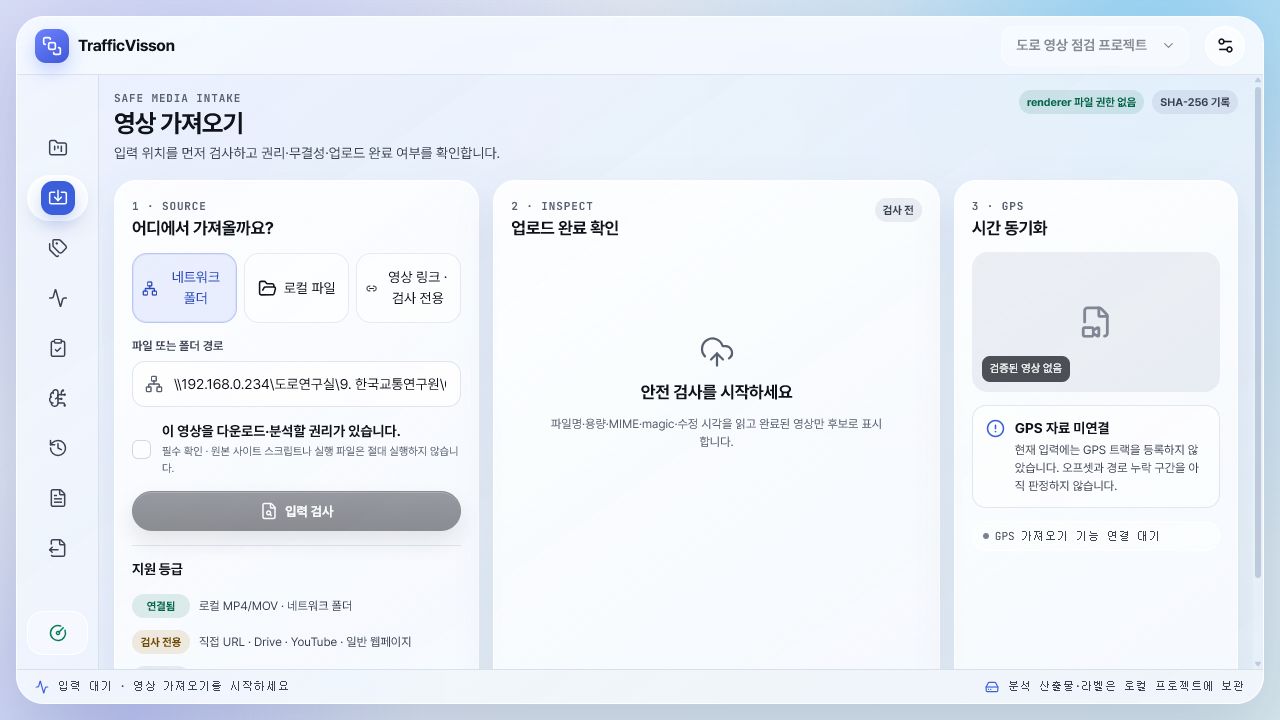 TrafficVisson
도로 영상 점검 프로젝트
SAFE MEDIA INTAKE
영상 가져오기
입력 위치를 먼저 검사하고 권리·무결성·업로드 완료 여부를 확인합니다.
renderer 파일 권한 없음
SHA-256 기록
1 · SOURCE
어디에서 가져올까요?
네트워크
폴더
로컬 파일
영상 링크 ·
검사 전용
파일 또는 폴더 경로
\\192.168.0.234\도로연구실\9. 한국교통연구원\
이 영상을 다운로드·분석할 권리가 있습니다.
필수 확인 · 원본 사이트 스크립트나 실행 파일은 절대 실행하지 않습니
다.
입력 검사
지원 등급
연결됨
로컬 MP4/MOV · 네트워크 폴더
검사 전용
직접 URL · Drive · YouTube · 일반 웹페이지
2 · INSPECT
업로드 완료 확인
검사 전
안전 검사를 시작하세요
파일명·용량·MIME·magic·수정 시각을 읽고 완료된 영상만 후보로 표시
합니다.
3 · GPS
시간 동기화
검증된 영상 없음
GPS 자료 미연결
현재 입력에는 GPS 트랙을 등록하지 않
았습니다. 오프셋과 경로 누락 구간을 아
직 판정하지 않습니다.
GPS 가져오기 기능 연결 대기
입력 대기 · 영상 가져오기를 시작하세요
분석 산출물·라벨은 로컬 프로젝트에 보관